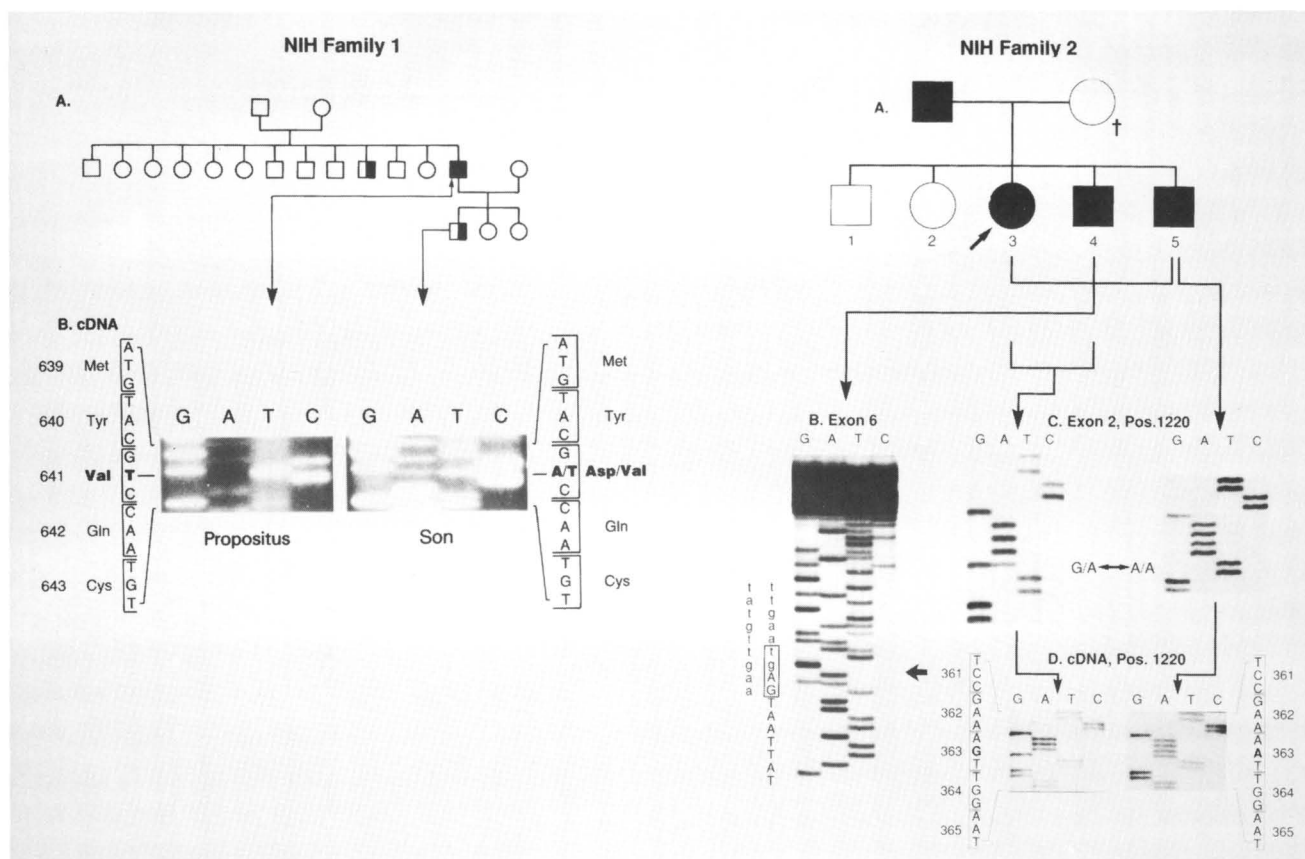 NIH Family 1
A.
B. cDNA
639 Met
A
T
G
640 Tyr
T
A
C
641 Val
G
T
C
642 Gln
C
A
A
643 Cys
T
G
T
G A T C
G A T C
Propositus
Son
A
T
G
Met
T
A
C
Tyr
G
A/T
C
Asp/Val
C
A
A
Gln
T
G
T
Cys
NIH Family 2
A.
†
1 2 3 4 5
B. Exon 6
G A T C
t
a
t
g
t
t
g
a
a
t
t
g
a
a
t
g
A
G
T
A
T
T
A
T
C. Exon 2, Pos.1220
G A T C
G A T C
G/A A/A
D. cDNA, Pos. 1220
361
362
363
364
365
T
C
C
G
A
A
G
T
T
G
G
A
A
T
G A T C
G A T C
T
C
C
G
A
A
A
T
T
G
G
A
A
T
361
362
363
364
365